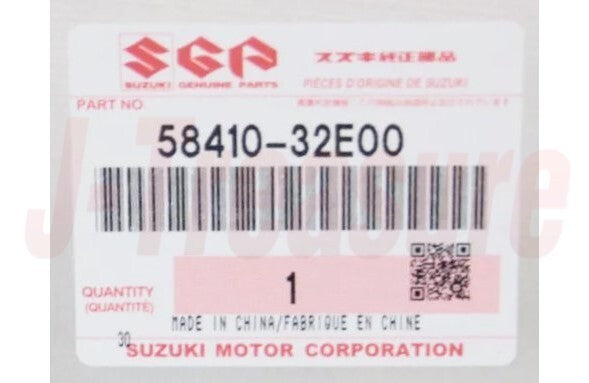 SGP
スズキ純正部品
SUZUKI GENUINE PARTS
PIÈCES D'ORIGINE DE SUZUKI
PART NO.
58410-32E00
J-Treasure
QUANTITY
(QUANTITÉ)
1
MADE IN CHINA/FABRIQUE EN CHINE
30
SUZUKI MOTOR CORPORATION